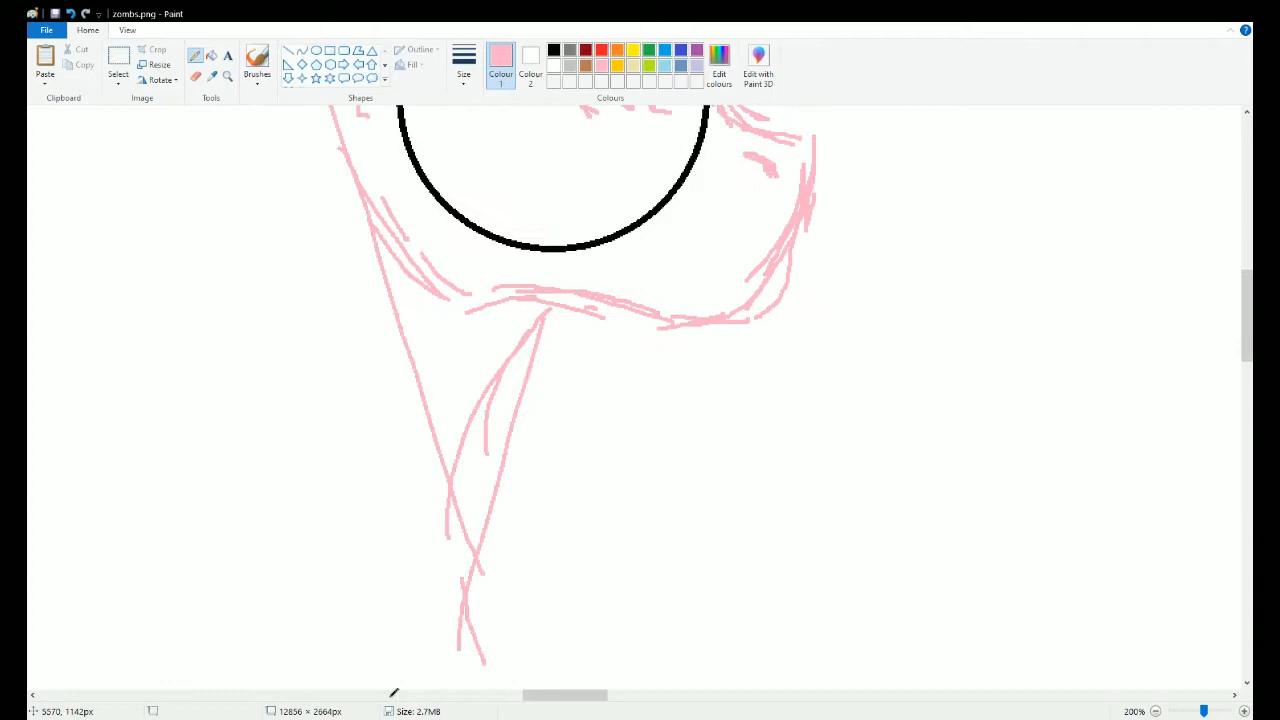 zombs.png - Paint
File Home View
Paste Cut Copy
Select Crop Resize Rotate
A
Brushes
Outline Fill
Size
Colour 1
Colour 2
Edit colours
Edit with Paint 3D
Clipboard Image Tools Shapes Colours
5570, 1142px 12856 × 2664px Size: 2.7MB 200%